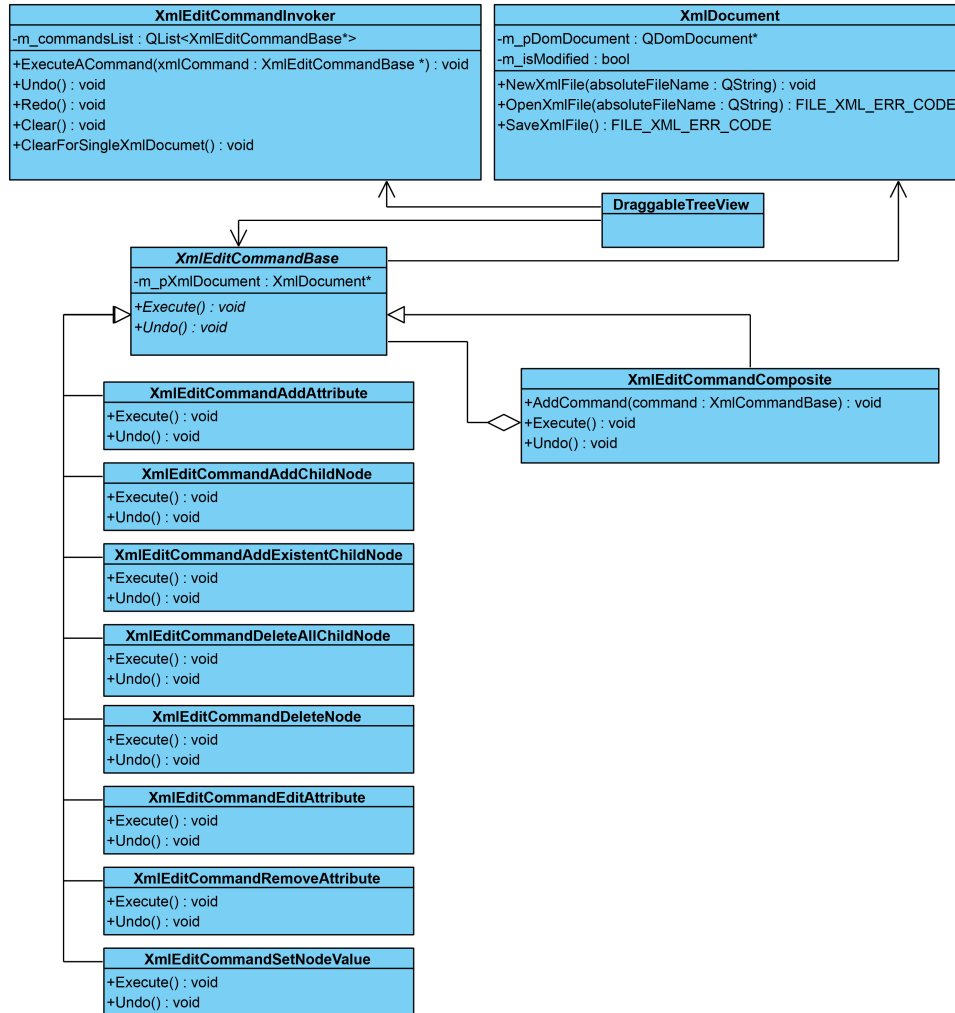 XmlEditCommandInvoker
-m_commandsList : QList<XmlEditCommandBase*>
+ExecuteACommand(xmlCommand : XmlEditCommandBase *) : void
+Undo() : void
+Redo() : void
+Clear() : void
+ClearForSingleXmlDocumet() : void
XmlDocument
-m_pDomDocument : QDomDocument*
-m_isModified : bool
+NewXmlFile(absoluteFileName : QString) : void
+OpenXmlFile(absoluteFileName : QString) : FILE_XML_ERR_CODE
+SaveXmlFile() : FILE_XML_ERR_CODE
DraggableTreeView
XmlEditCommandBase
-m_pXmlDocument : XmlDocument*
+Execute() : void
+Undo() : void
XmlEditCommandComposite
+AddCommand(command : XmlCommandBase) : void
+Execute() : void
+Undo() : void
XmlEditCommandAddAttribute
+Execute() : void
+Undo() : void
XmlEditCommandAddChildNode
+Execute() : void
+Undo() : void
XmlEditCommandAddExistentChildNode
+Execute() : void
+Undo() : void
XmlEditCommandDeleteAllChildNode
+Execute() : void
+Undo() : void
XmlEditCommandDeleteNode
+Execute() : void
+Undo() : void
XmlEditCommandEditAttribute
+Execute() : void
+Undo() : void
XmlEditCommandRemoveAttribute
+Execute() : void
+Undo() : void
XmlEditCommandSetNodeValue
+Execute() : void
+Undo() : void